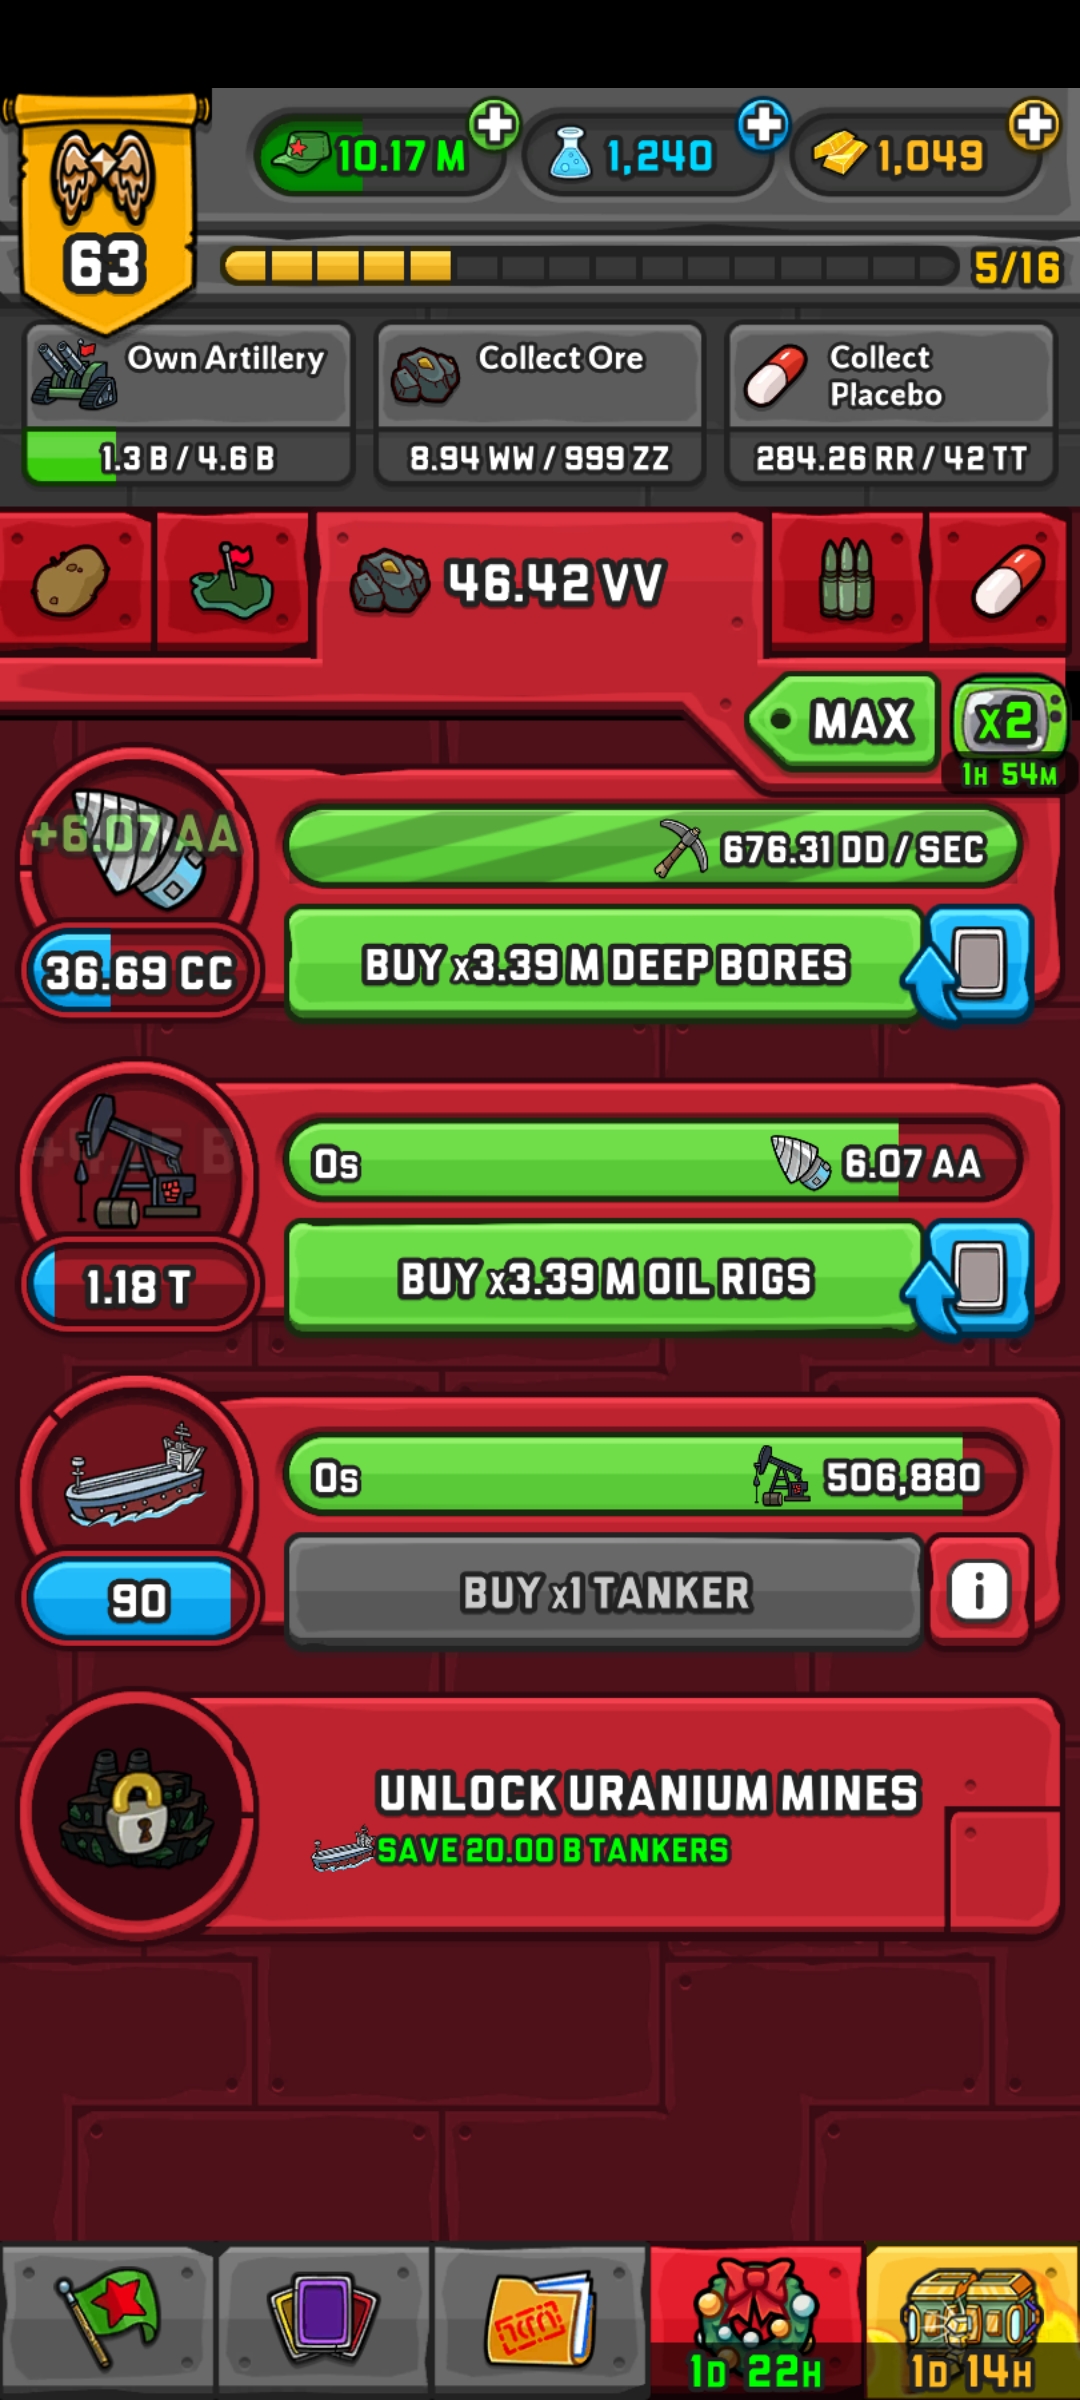 10.17 M
1,240
1,049
63
5/16
Own Artillery
1.3 B / 4.6 B
Collect Ore
8.94 WW / 999 ZZ
Collect
Placebo
284.26 RR / 42 TT
46.42 VV
MAX
x2
1H 54M
+6.07 AA
676.31 DD / SEC
36.69 CC
BUY x3.39 M DEEP BORES
0s
6.07 AA
1.18 T
BUY x3.39 M OIL RIGS
0s
506,880
90
BUY x1 TANKER
i
UNLOCK URANIUM MINES
SAVE 20.00 B TANKERS
1D 22H
1D 14H